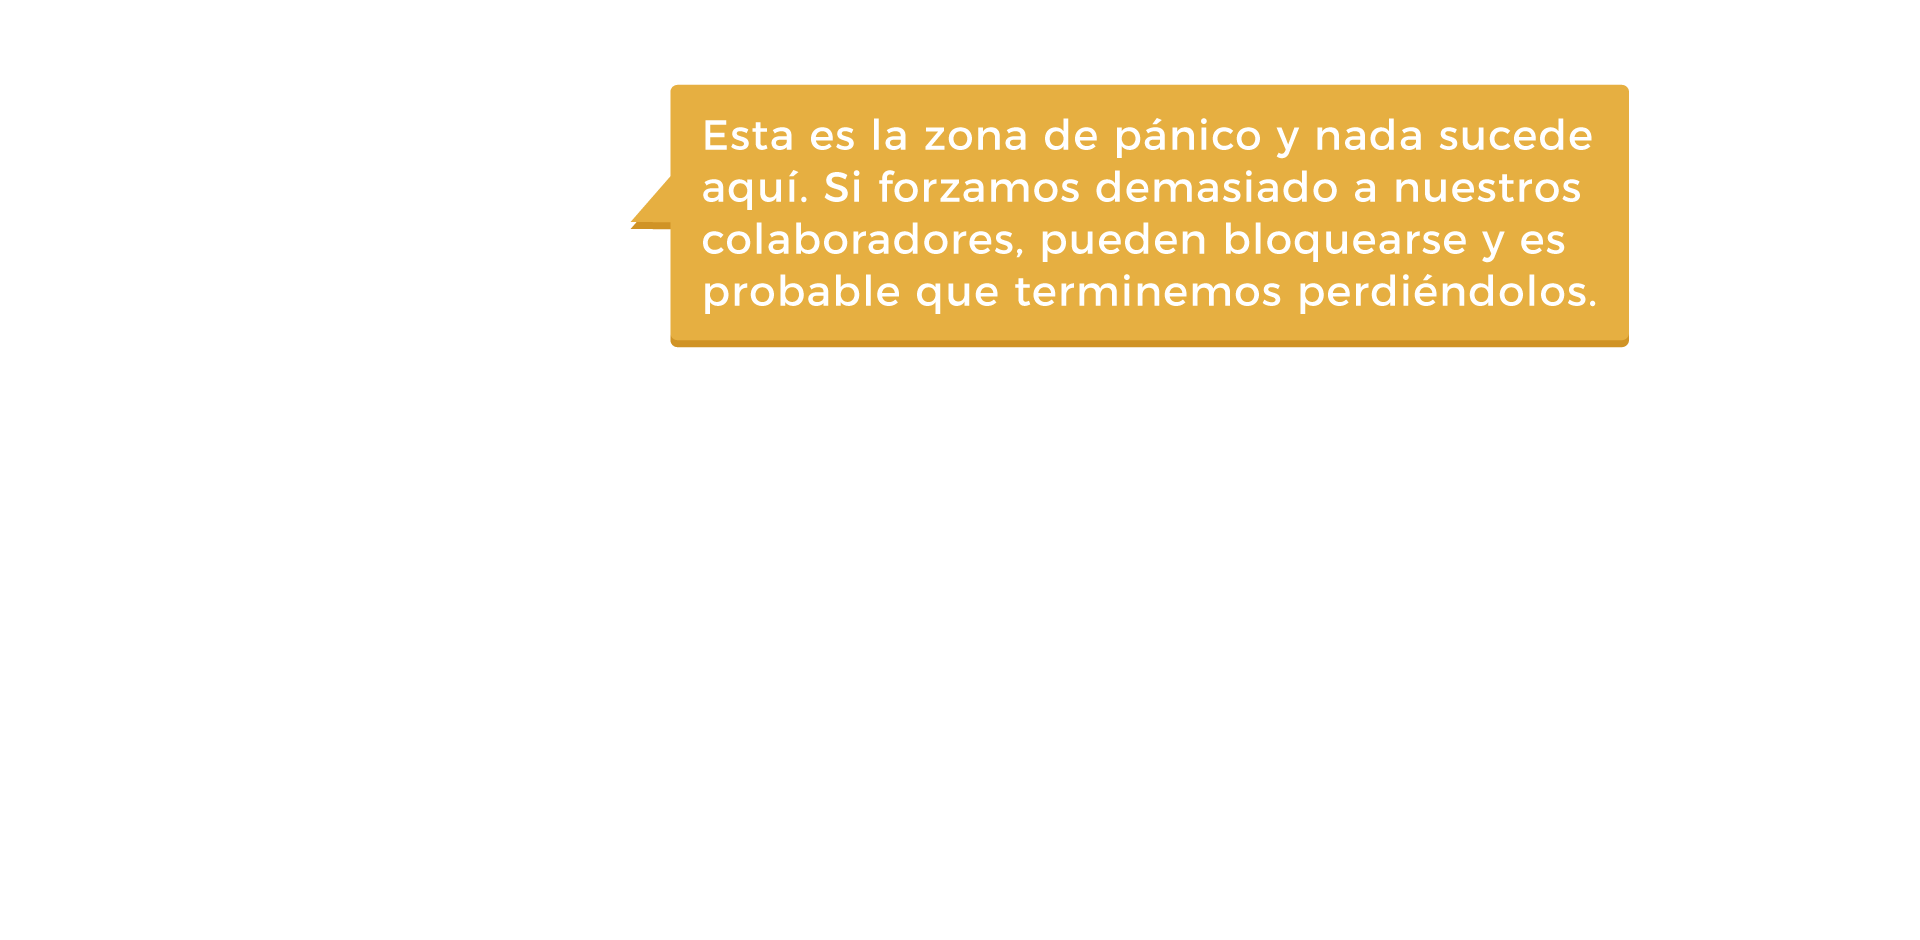 Esta es la zona de pánico y nada sucede
aquí. Si forzamos demasiado a nuestros
colaboradores, pueden bloquearse y es
probable que terminemos perdiéndolos.